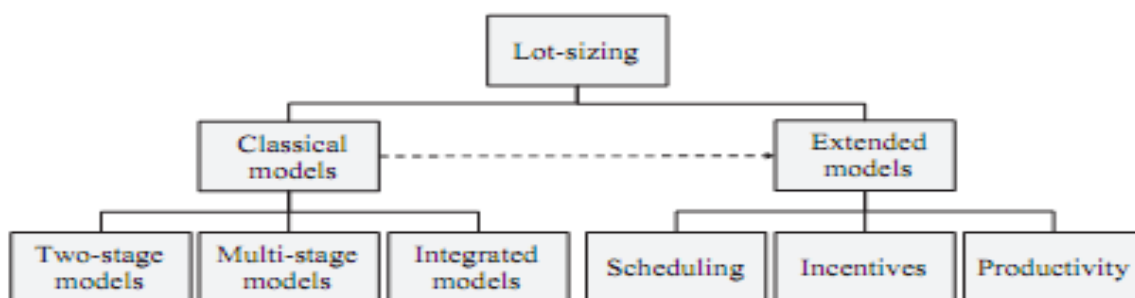 Lot-sizing
Classical
models
Extended
models
Two-stage
models
Multi-stage
models
Integrated
models
Scheduling
Incentives
Productivity